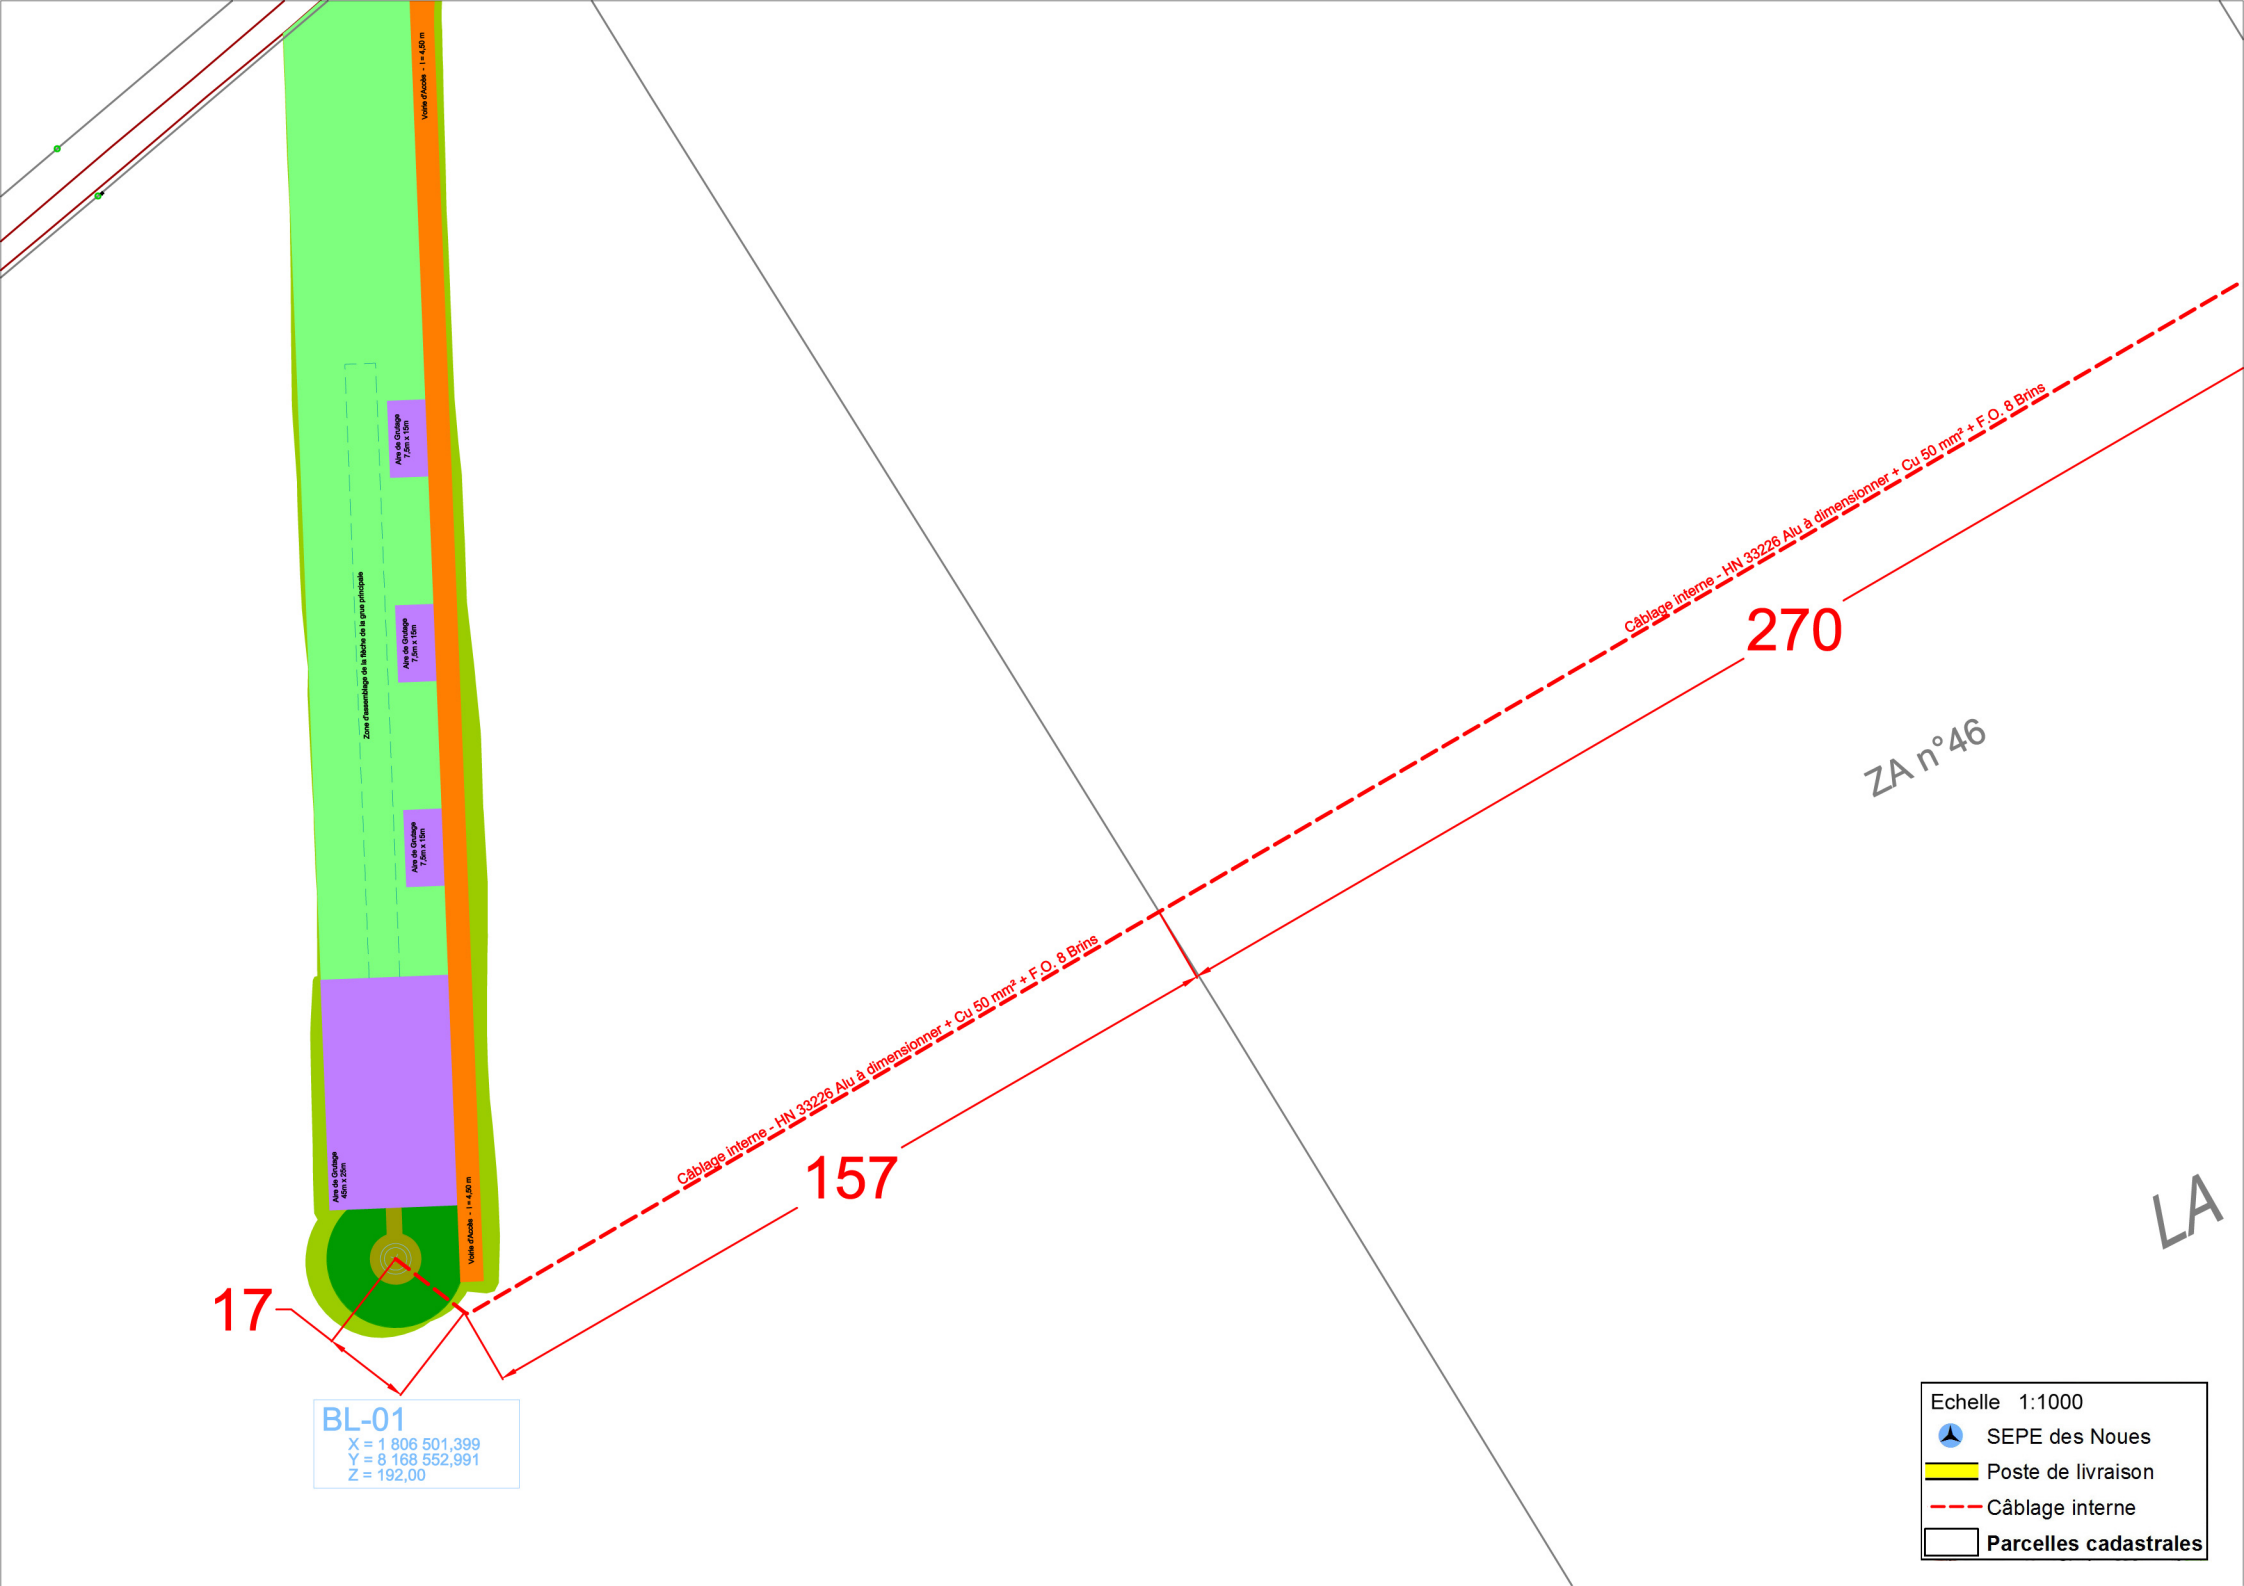 Voirie d'Accès - l = 4,50 m
Aire de Grutage
7,5m x 15m
Zone d'assemblage de la flèche de la grue principale
Aire de Grutage
7,5m x 15m
Aire de Grutage
7,5m x 15m
Câblage interne - HN 33226 Alu à dimensionner + Cu 50 mm² + F.O. 8 Brins
270
ZA n°46
Câblage interne - HN 33226 Alu à dimensionner + Cu 50 mm² + F.O. 8 Brins
157
Aire de Grutage
45m x 25m
Voirie d'Accès - l = 4,50 m
LA
17
BL-01
X = 1 806 501,399
Y = 8 168 552,991
Z = 192,00
Echelle 1:1000
SEPE des Noues
Poste de livraison
Câblage interne
Parcelles cadastrales